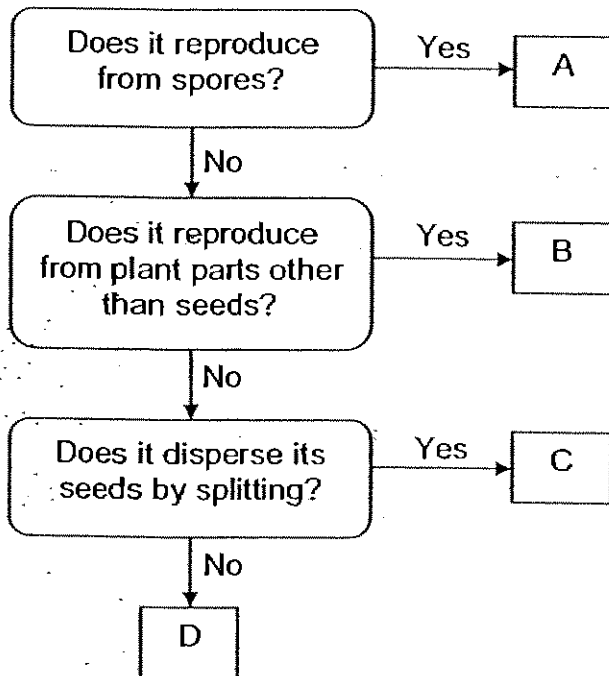 Does it reproduce
from spores?
Yes
A
No
Does it reproduce
from plant parts other
than seeds?
Yes
B
No
Does it disperse its
seeds by splitting?
Yes
C
No
D